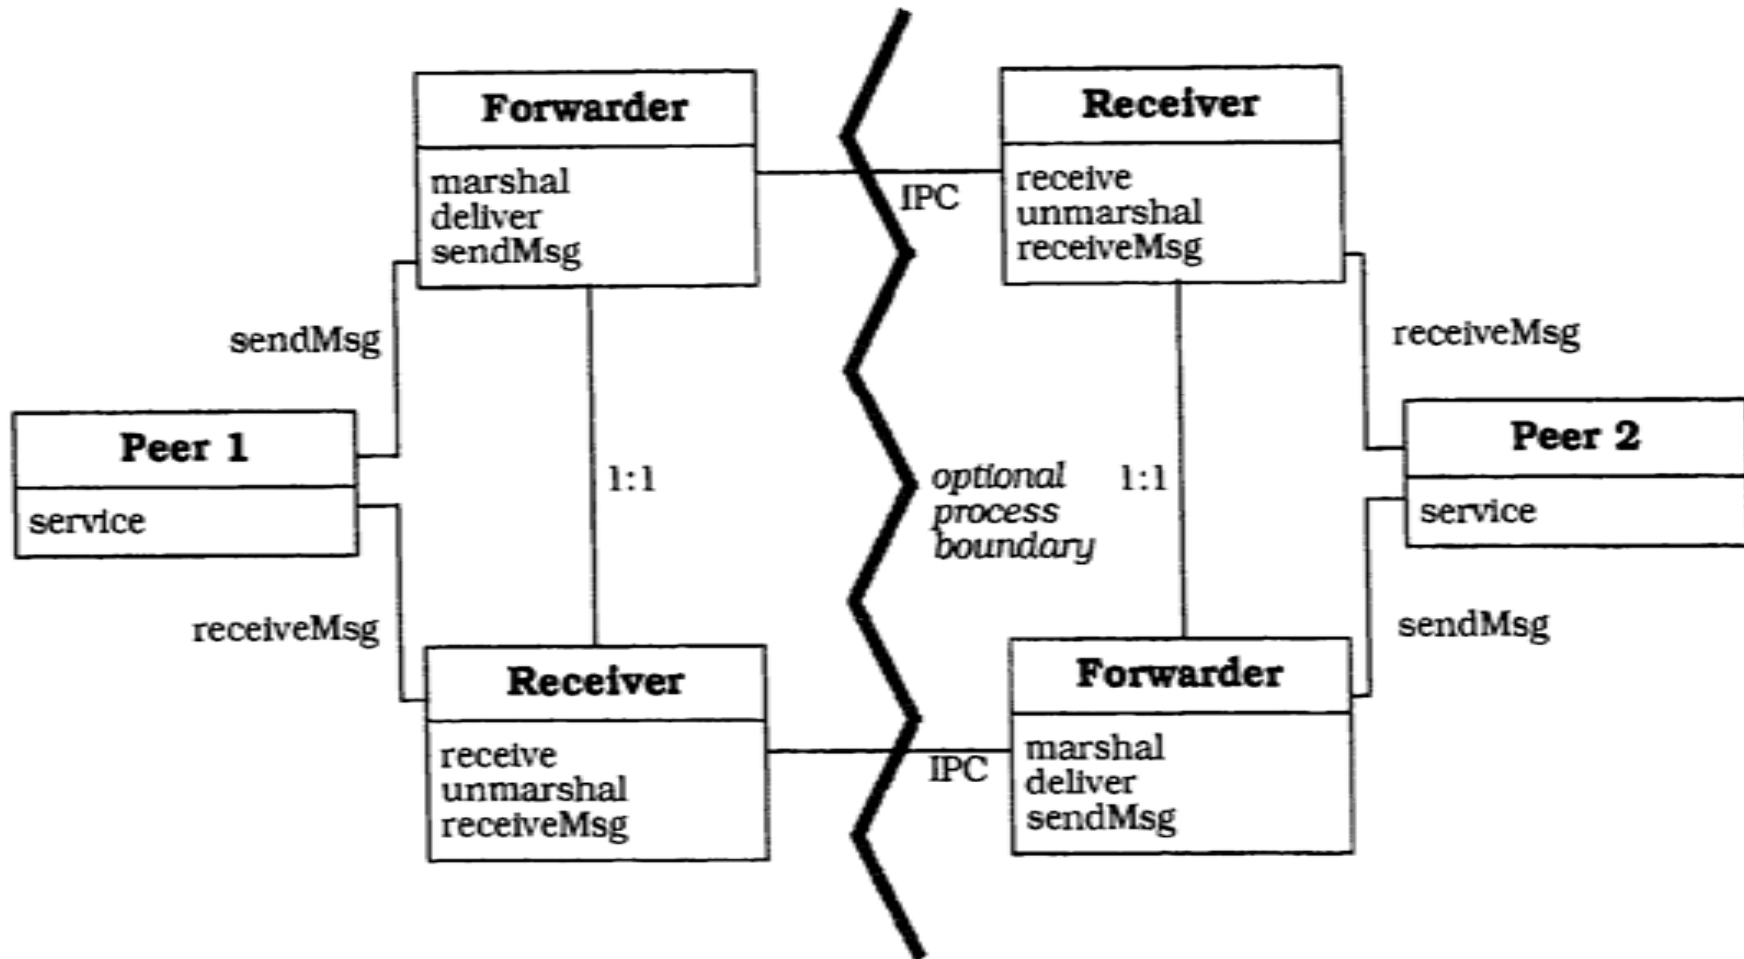 Forwarder
marshal
deliver
sendMsg
Receiver
receive
unmarshal
receiveMsg
IPC
sendMsg
receiveMsg
Peer 1
service
1:1
optional
process
boundary
1:1
Peer 2
service
receiveMsg
sendMsg
Receiver
receive
unmarshal
receiveMsg
IPC
Forwarder
marshal
deliver
sendMsg